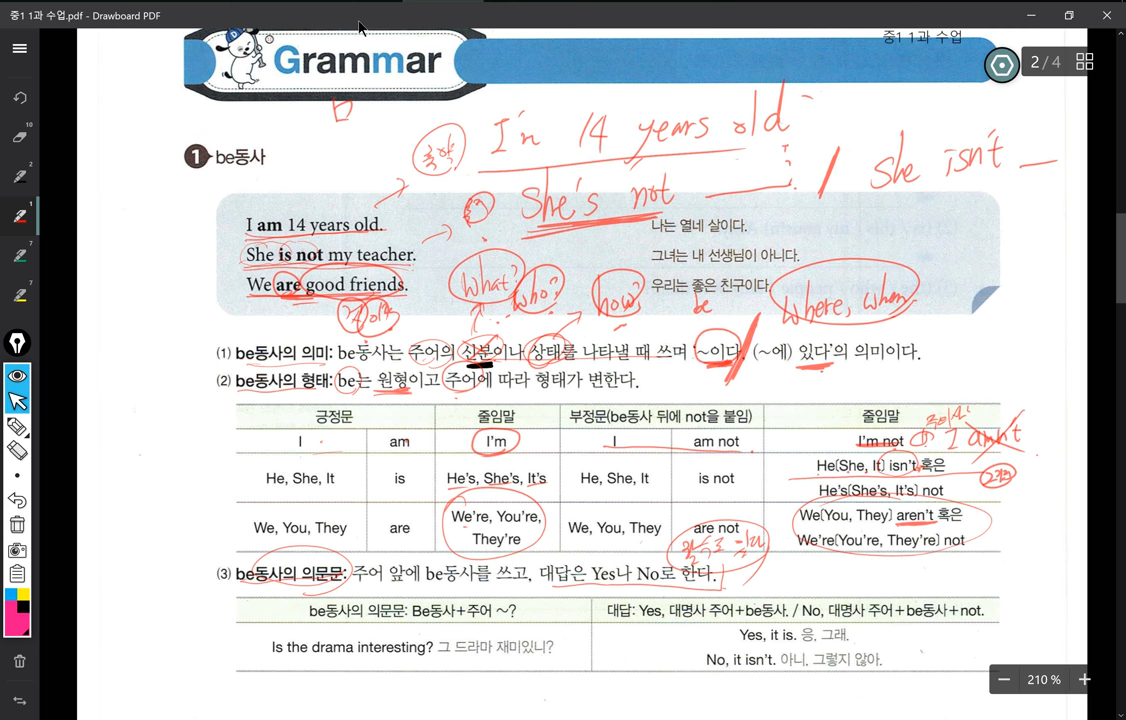 중1 1과 수업.pdf - Drawboard PDF
중1 1과 수업
2 / 4
Grammar
I'm 14 years old
축약
She's not
/ She isn't
1 be동사
I am 14 years old.
나는 열네 살이다.
She is not my teacher.
그녀는 내 선생님이 아니다.
We are good friends.
우리는 좋은 친구이다.
what?
who?
how?
be
where, when
(1) be동사의 의미: be동사는 주어의 신분이나 상태를 나타낼 때 쓰며 '~이다, (~에) 있다'의 의미이다.
(2) be동사의 형태: be는 원형이고 주어에 따라 형태가 변한다.
긍정문 줄임말 부정문(be동사 뒤에 not을 붙임) 줄임말
I am I'm I am not I'm not
I amn't
He, She, It is He's, She's, It's He, She, It is not He(She, It) isn't 혹은
He's(She's, It's) not
We, You, They are We're, You're, They're We, You, They are not We(You, They) aren't 혹은
We're(You're, They're) not
(3) be동사의 의문문: 주어 앞에 be동사를 쓰고, 대답은 Yes나 No로 한다.
be동사의 의문문: Be동사+주어 ~? 대답: Yes, 대명사 주어+be동사. / No, 대명사 주어+be동사+not.
Is the drama interesting? 그 드라마 재미있니? Yes, it is. 응, 그래.
No, it isn't. 아니, 그렇지 않아.
210 %